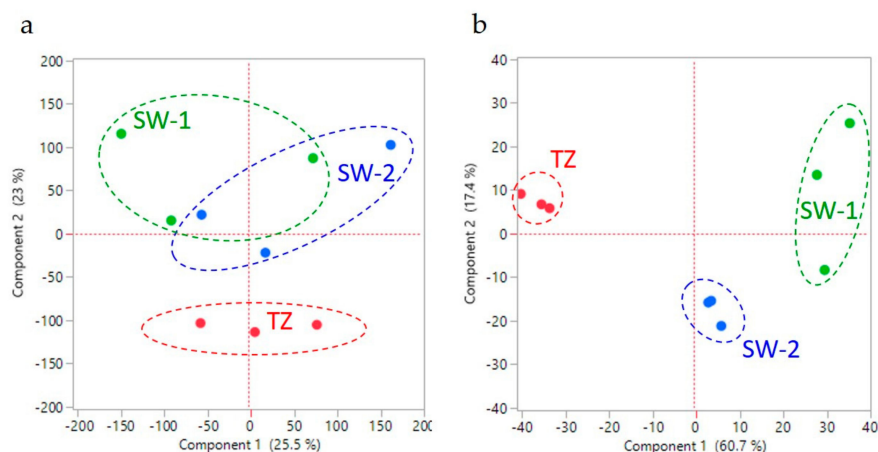 a
200
150
100
50
0
-50
-100
-150
-200
Component 2 (23 %)
SW-1
SW-2
TZ
-200 -150 -100 -50 0 50 100 150 200
Component 1 (25.5 %)
b
40
30
20
10
0
-10
-20
-30
-40
Component 2 (17.4 %)
TZ
SW-1
SW-2
-40 -30 -20 -10 0 10 20 30 40
Component 1 (60.7 %)